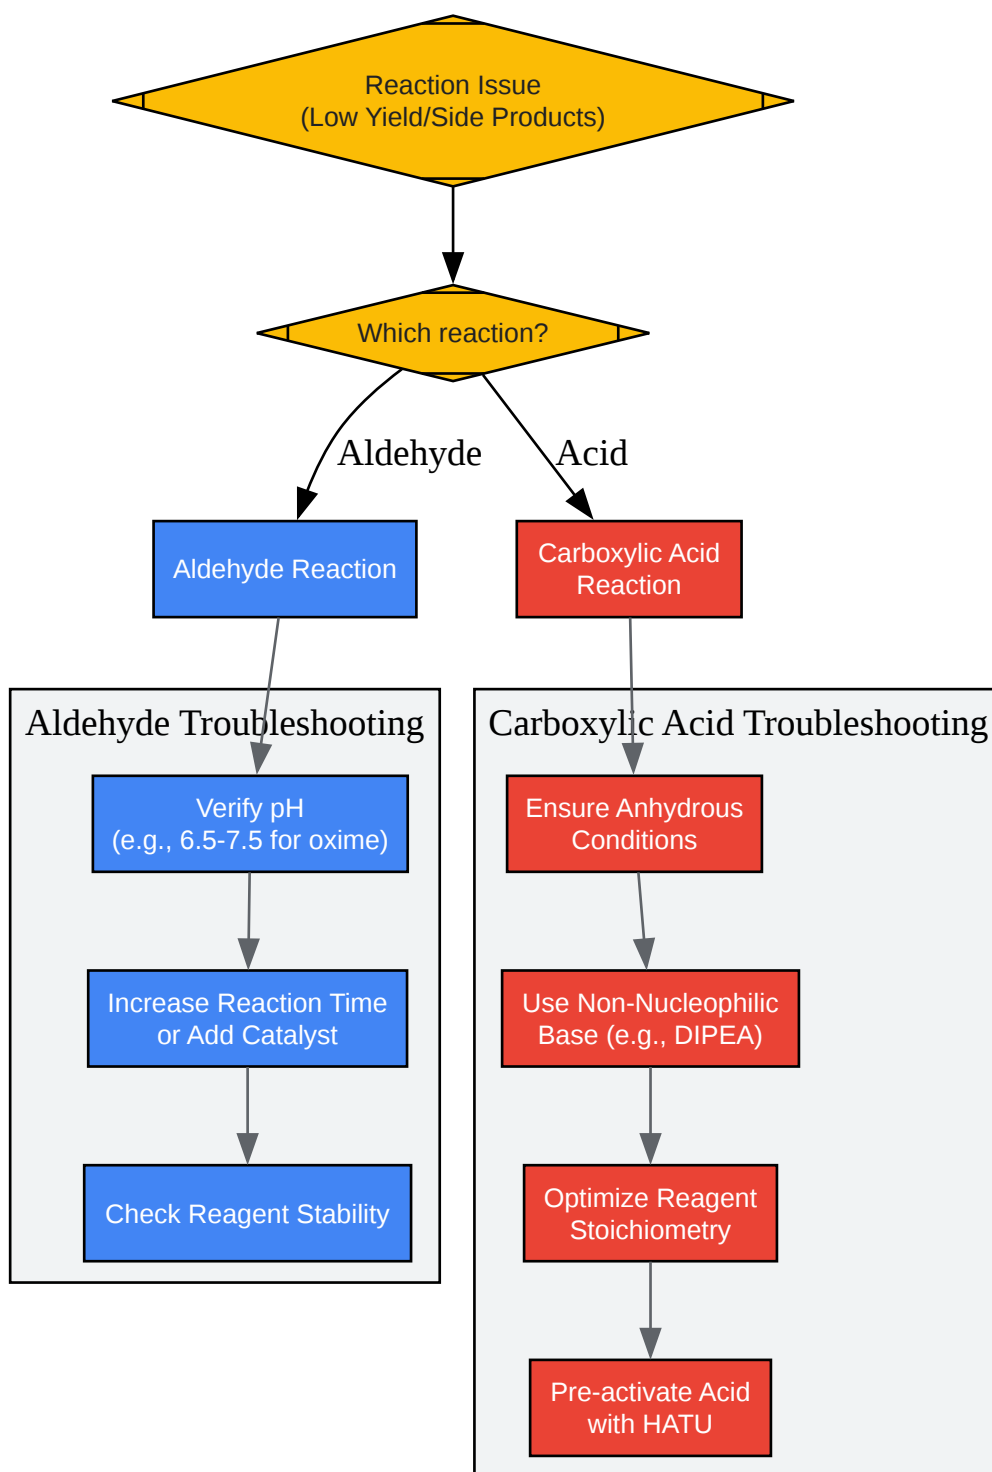 Reaction Issue
(Low Yield/Side Products)
Which reaction?
Aldehyde
Acid
Aldehyde Reaction
Carboxylic Acid
Reaction
Aldehyde Troubleshooting
Verify pH
(e.g., 6.5-7.5 for oxime)
Increase Reaction Time
or Add Catalyst
Check Reagent Stability
Carboxylic Acid Troubleshooting
Ensure Anhydrous
Conditions
Use Non-Nucleophilic
Base (e.g., DIPEA)
Optimize Reagent
Stoichiometry
Pre-activate Acid
with HATU